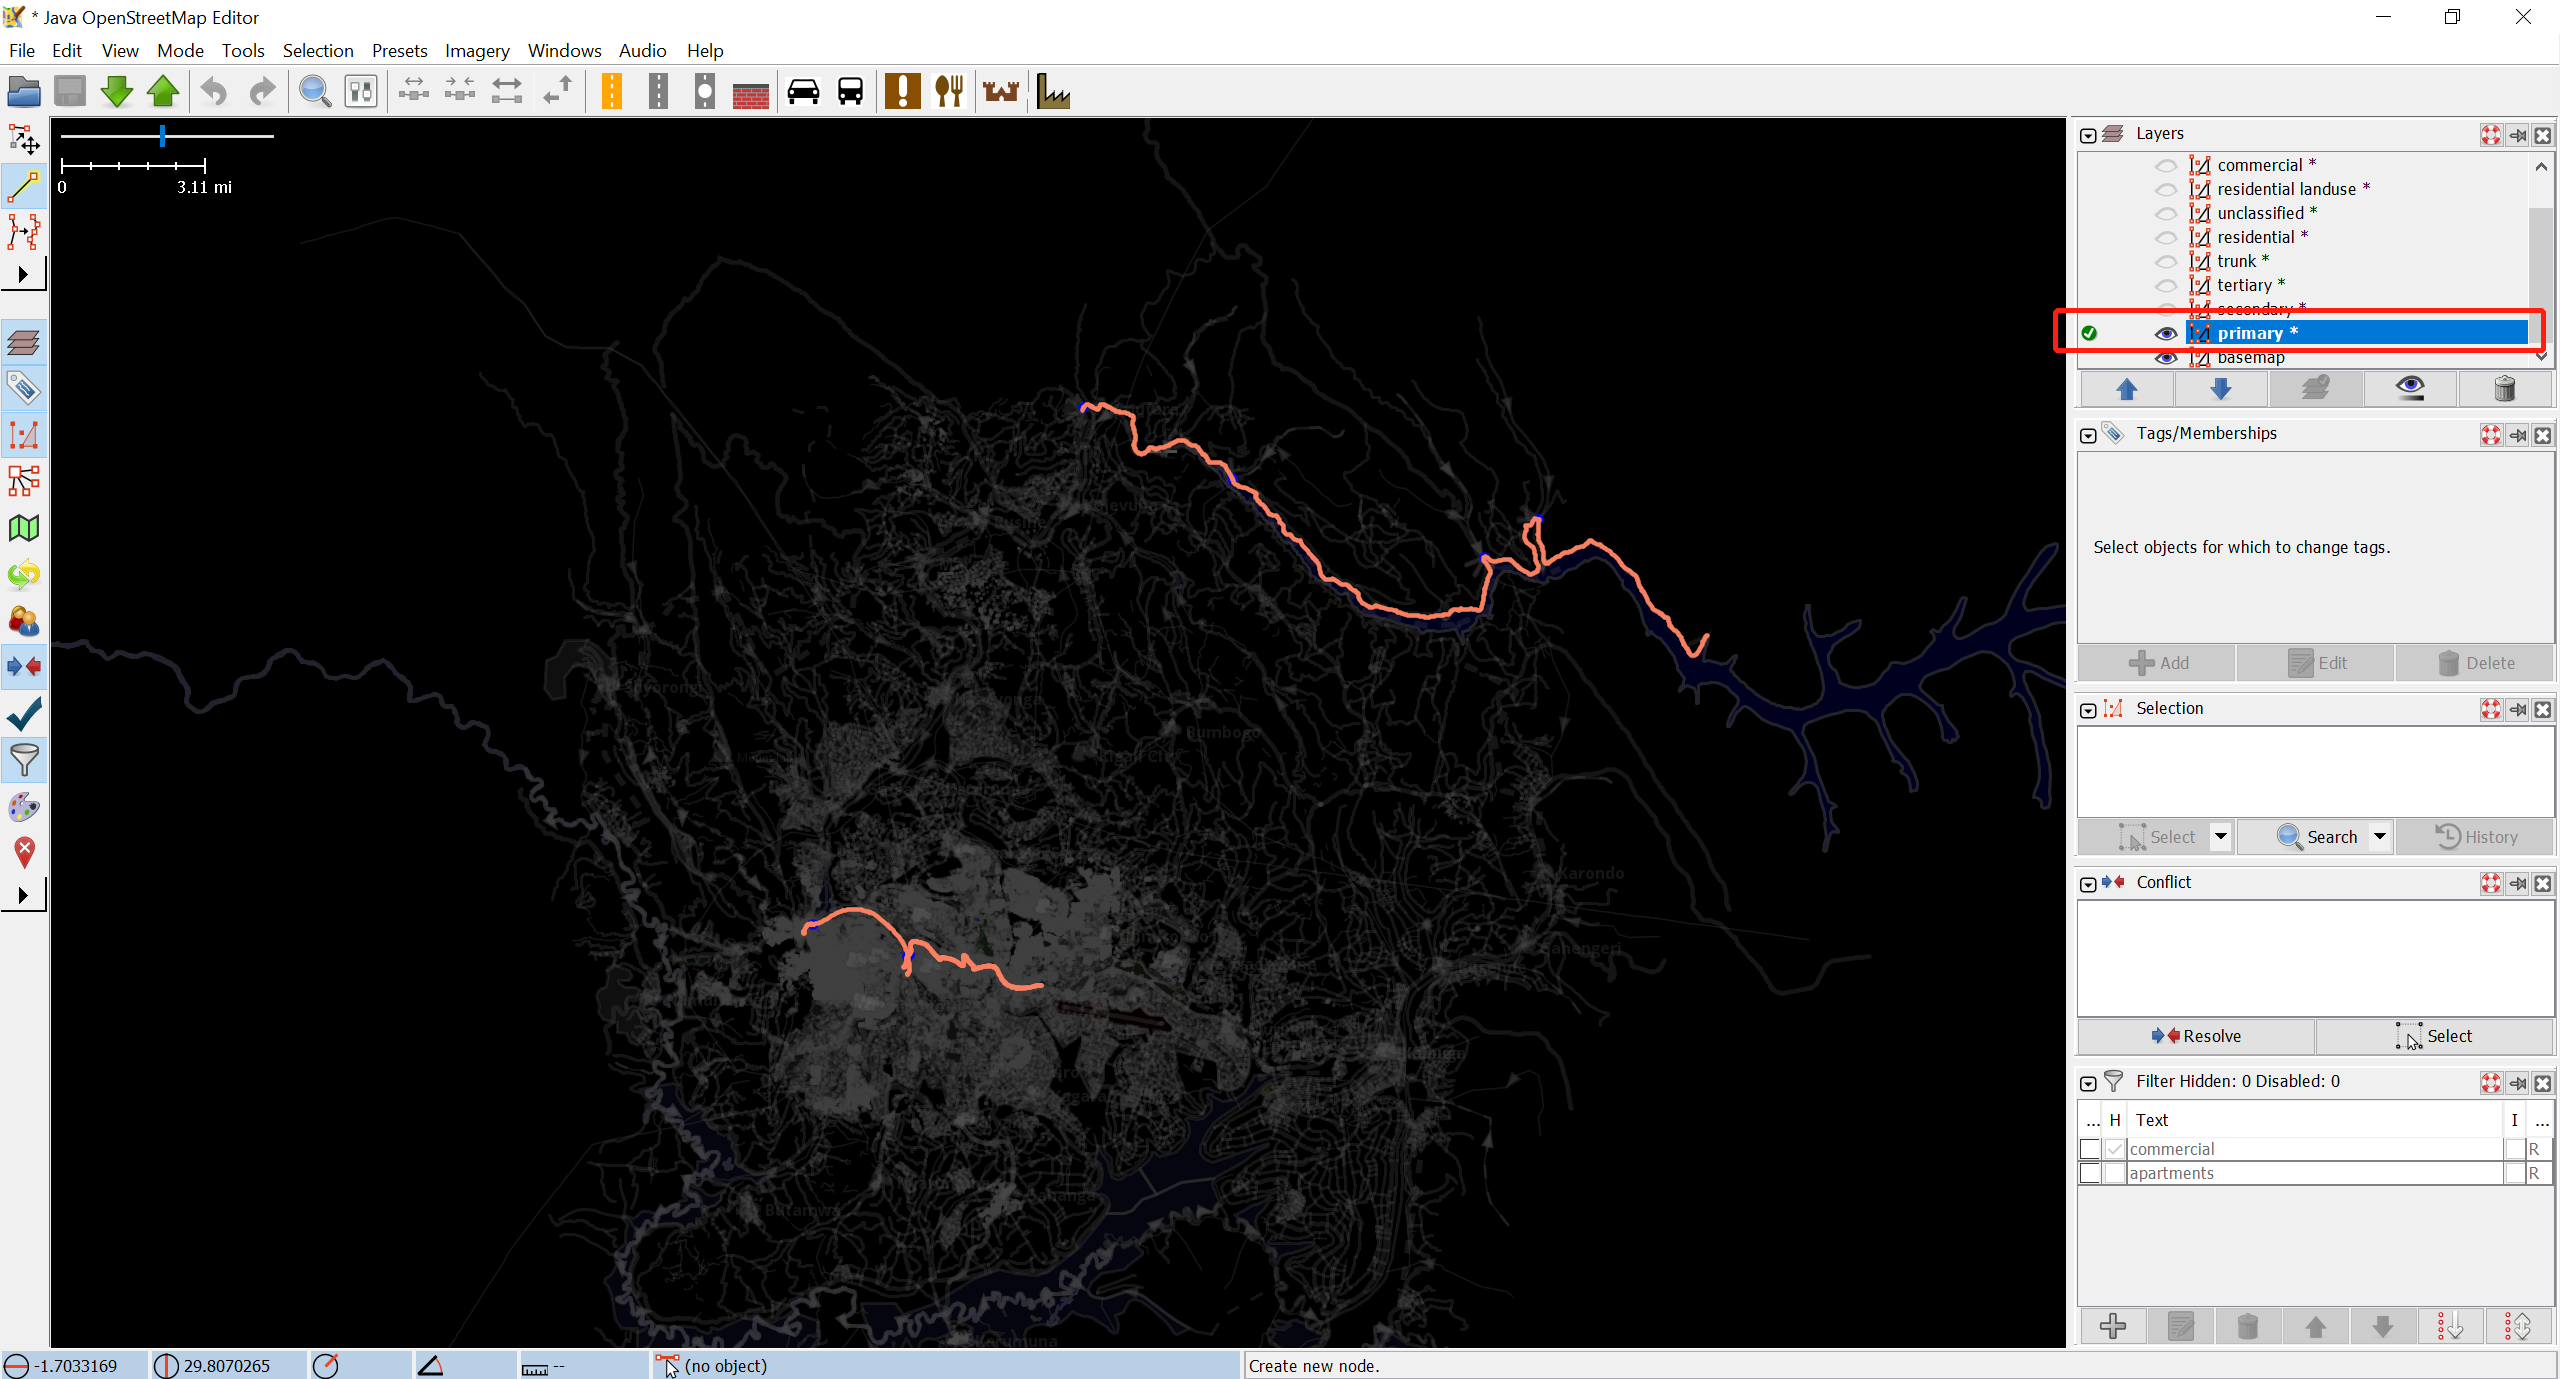 * Java OpenStreetMap Editor
File Edit View Mode Tools Selection Presets Imagery Windows Audio Help
0 3.11 mi
Layers
commercial *
residential landuse *
unclassified *
residential *
trunk *
tertiary *
secondary *
primary *
basemap
Tags/Memberships
Select objects for which to change tags.
Add Edit Delete
Selection
Select Search History
Conflict
Resolve Select
Filter Hidden: 0 Disabled: 0
... H Text I ...
commercial R
apartments R
Bumbogo
Karondo
Butamwa
-1.7033169 29.8070265 -- (no object) Create new node.